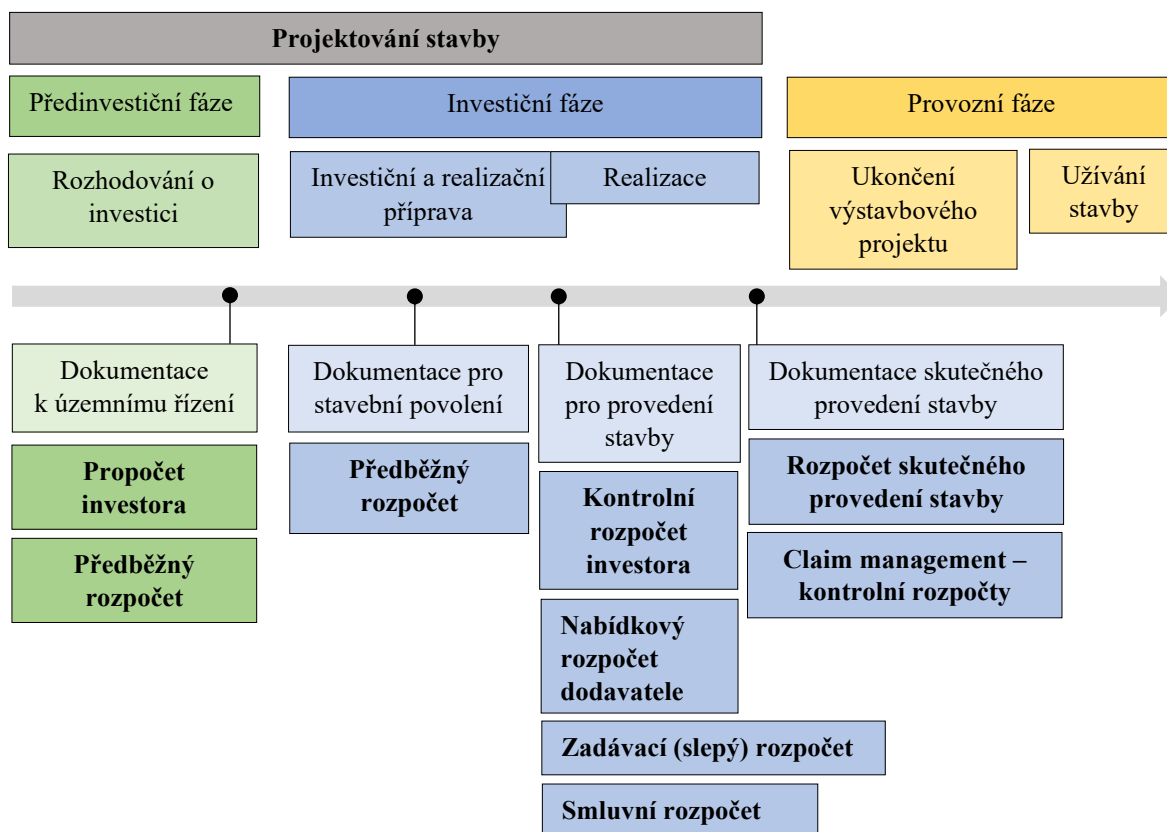 Projektování stavby
Předinvestiční fáze
Investiční fáze
Provozní fáze
Rozhodování o
investici
Investiční a realizační
příprava
Realizace
Ukončení
výstavbového
projektu
Užívání
stavby
Dokumentace
k územnímu řízení
Dokumentace pro
stavební povolení
Dokumentace
pro provedení
stavby
Dokumentace skutečného
provedení stavby
Propočet
investora
Předběžný
rozpočet
Předběžný
rozpočet
Kontrolní
rozpočet
investora
Nabídkový
rozpočet
dodavatele
Zadávací (slepý) rozpočet
Smluvní rozpočet
Rozpočet skutečného
provedení stavby
Claim management –
kontrolní rozpočty